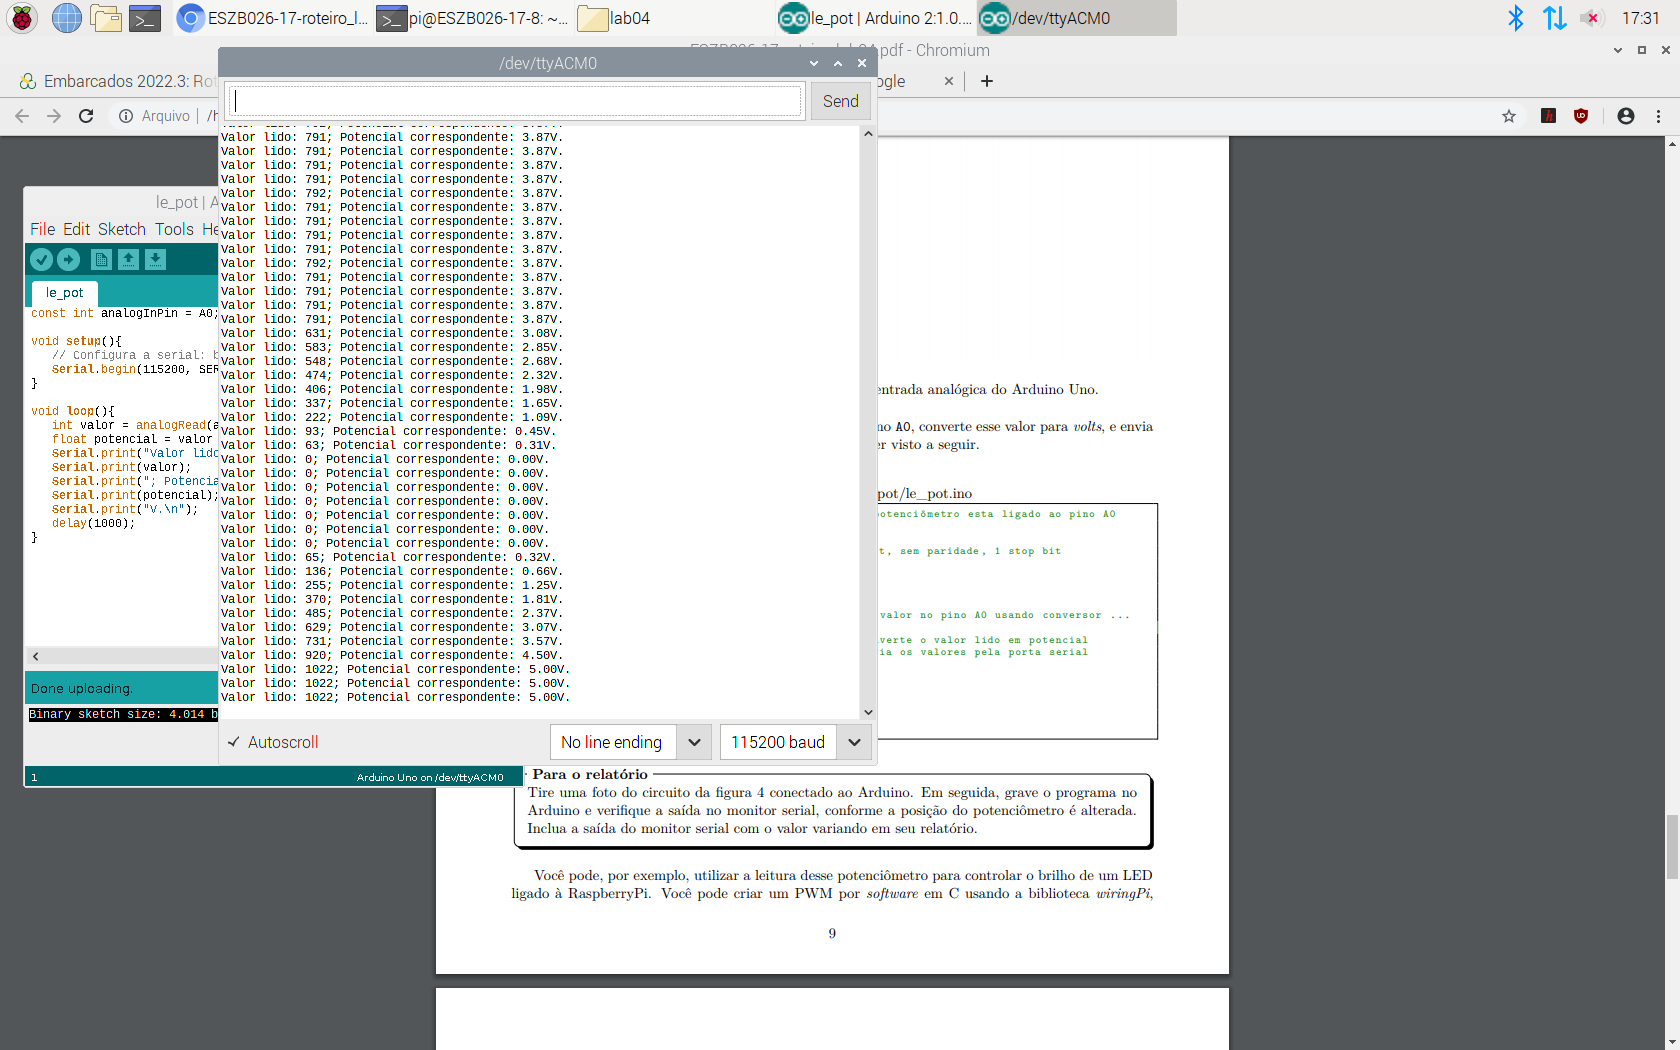 ESZB026-17-roteiro_l...
pi@ESZB026-17-8: ~...
lab04
le_pot | Arduino 2:1.0....
/dev/ttyACM0
17:31
.pdf - Chromium
Embarcados 2022.3: Rot
ogle
Arquivo
/h
/dev/ttyACM0
Send
Valor lido: 791; Potencial correspondente: 3.87V.
Valor lido: 791; Potencial correspondente: 3.87V.
Valor lido: 791; Potencial correspondente: 3.87V.
Valor lido: 791; Potencial correspondente: 3.87V.
Valor lido: 792; Potencial correspondente: 3.87V.
Valor lido: 791; Potencial correspondente: 3.87V.
Valor lido: 791; Potencial correspondente: 3.87V.
Valor lido: 791; Potencial correspondente: 3.87V.
Valor lido: 791; Potencial correspondente: 3.87V.
Valor lido: 792; Potencial correspondente: 3.87V.
Valor lido: 791; Potencial correspondente: 3.87V.
Valor lido: 791; Potencial correspondente: 3.87V.
Valor lido: 791; Potencial correspondente: 3.87V.
Valor lido: 791; Potencial correspondente: 3.87V.
Valor lido: 631; Potencial correspondente: 3.08V.
Valor lido: 583; Potencial correspondente: 2.85V.
Valor lido: 548; Potencial correspondente: 2.68V.
Valor lido: 474; Potencial correspondente: 2.32V.
Valor lido: 406; Potencial correspondente: 1.98V.
Valor lido: 337; Potencial correspondente: 1.65V.
Valor lido: 222; Potencial correspondente: 1.09V.
Valor lido: 93; Potencial correspondente: 0.45V.
Valor lido: 63; Potencial correspondente: 0.31V.
Valor lido: 0; Potencial correspondente: 0.00V.
Valor lido: 0; Potencial correspondente: 0.00V.
Valor lido: 0; Potencial correspondente: 0.00V.
Valor lido: 0; Potencial correspondente: 0.00V.
Valor lido: 0; Potencial correspondente: 0.00V.
Valor lido: 0; Potencial correspondente: 0.00V.
Valor lido: 0; Potencial correspondente: 0.00V.
Valor lido: 65; Potencial correspondente: 0.32V.
Valor lido: 136; Potencial correspondente: 0.66V.
Valor lido: 255; Potencial correspondente: 1.25V.
Valor lido: 370; Potencial correspondente: 1.81V.
Valor lido: 485; Potencial correspondente: 2.37V.
Valor lido: 629; Potencial correspondente: 3.07V.
Valor lido: 731; Potencial correspondente: 3.57V.
Valor lido: 920; Potencial correspondente: 4.50V.
Valor lido: 1022; Potencial correspondente: 5.00V.
Valor lido: 1022; Potencial correspondente: 5.00V.
Valor lido: 1022; Potencial correspondente: 5.00V.
Autoscroll
No line ending
115200 baud
le_pot | A
File Edit Sketch Tools He
le_pot
const int analogInPin = A0;
void setup(){
// Configura a serial: b
Serial.begin(115200, SER
}
void loop(){
int valor = analogRead(a
float potencial = valor
Serial.print("Valor lido
Serial.print(valor);
Serial.print("; Potencia
Serial.print(potencial);
Serial.print("V.\n");
delay(1000);
}
Done uploading.
Binary sketch size: 4.014 b
1
Arduino Uno on /dev/ttyACM0
entrada analógica do Arduino Uno.
no A0, converte esse valor para volts, e envia
er visto a seguir.
pot/le_pot.ino
potenciômetro esta ligado ao pino A0
t, sem paridade, 1 stop bit
valor no pino A0 usando conversor ...
verte o valor lido em potencial
ia os valores pela porta serial
Para o relatório
Tire uma foto do circuito da figura 4 conectado ao Arduino. Em seguida, grave o programa no
Arduino e verifique a saída no monitor serial, conforme a posição do potenciômetro é alterada.
Inclua a saída do monitor serial com o valor variando em seu relatório.
Você pode, por exemplo, utilizar a leitura desse potenciômetro para controlar o brilho de um LED
ligado à RaspberryPi. Você pode criar um PWM por software em C usando a biblioteca wiringPi,
9